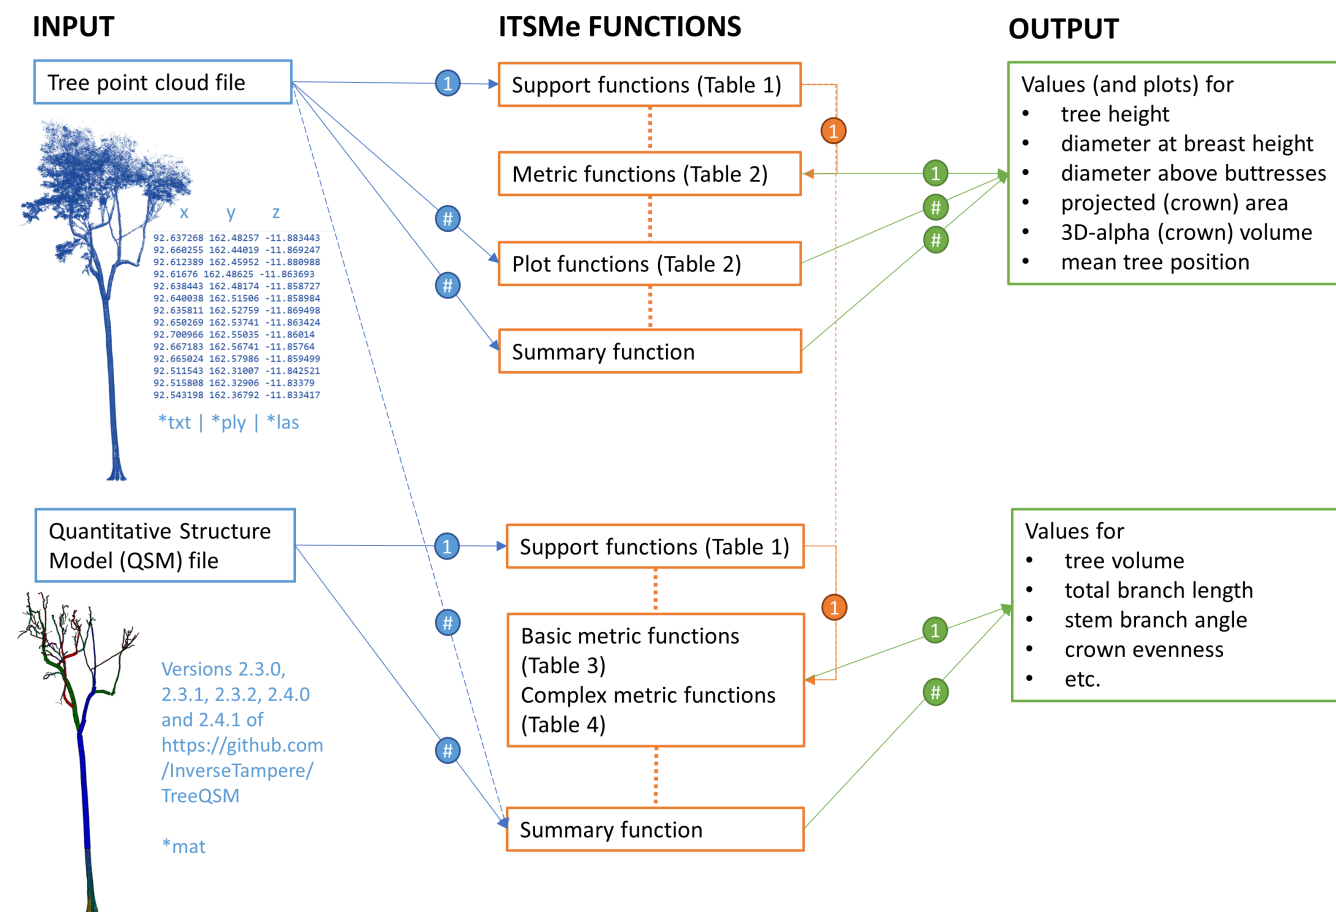 INPUT
ITSMe FUNCTIONS
OUTPUT
Tree point cloud file
1
Support functions (Table 1)
1
Metric functions (Table 2)
1
#
#
Plot functions (Table 2)
#
#
Summary function
Values (and plots) for
• tree height
• diameter at breast height
• diameter above buttresses
• projected (crown) area
• 3D-alpha (crown) volume
• mean tree position
x y z
92.637268 162.48257 -11.883443
92.660255 162.44019 -11.869247
92.612389 162.45952 -11.880988
92.61676 162.48625 -11.863693
92.638443 162.48174 -11.858727
92.640038 162.51506 -11.858984
92.635811 162.52759 -11.869498
92.650269 162.53741 -11.863424
92.700966 162.55035 -11.86014
92.667183 162.56741 -11.85764
92.665024 162.57986 -11.859499
92.511543 162.31007 -11.842521
92.515808 162.32906 -11.83379
92.543198 162.36792 -11.833417
*txt | *ply | *las
Quantitative Structure
Model (QSM) file
1
Support functions (Table 1)
1
#
Basic metric functions
(Table 3)
Complex metric functions
(Table 4)
1
#
#
Summary function
Values for
• tree volume
• total branch length
• stem branch angle
• crown evenness
• etc.
Versions 2.3.0,
2.3.1, 2.3.2, 2.4.0
and 2.4.1 of
https://github.com
/InverseTampere/
TreeQSM
*mat